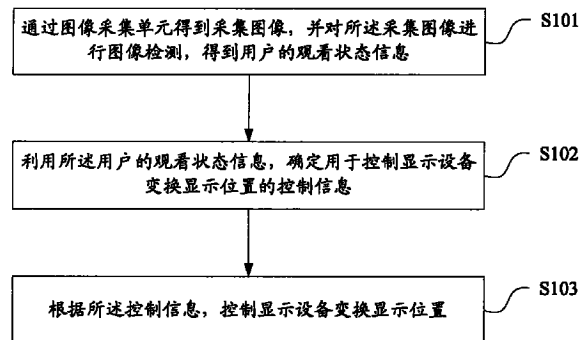 通过图像采集单元得到采集图像，并对所述采集图像进
行图像检测，得到用户的观看状态信息
S101
利用所述用户的观看状态信息，确定用于控制显示设备
变换显示位置的控制信息
S102
根据所述控制信息，控制显示设备变换显示位置
S103